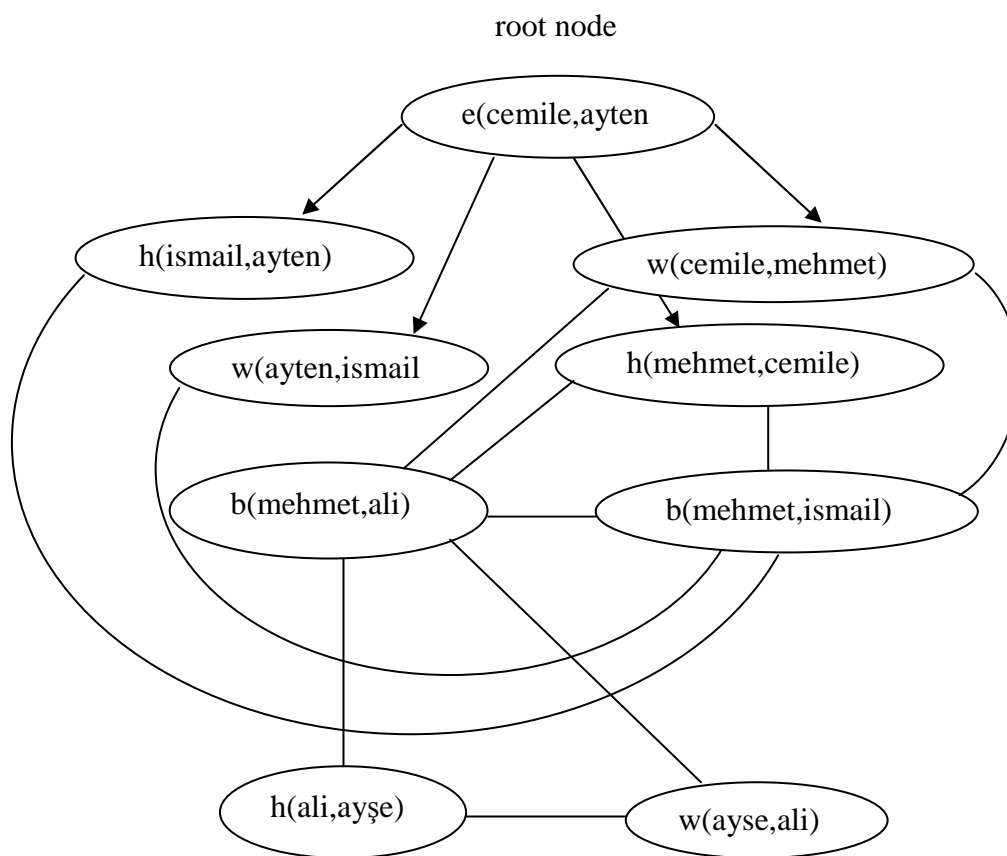 root node
e(cemile,ayten
h(ismail,ayten)
w(cemile,mehmet)
w(ayten,ismail
h(mehmet,cemile)
b(mehmet,ali)
b(mehmet,ismail)
h(ali,ayşe)
w(ayse,ali)